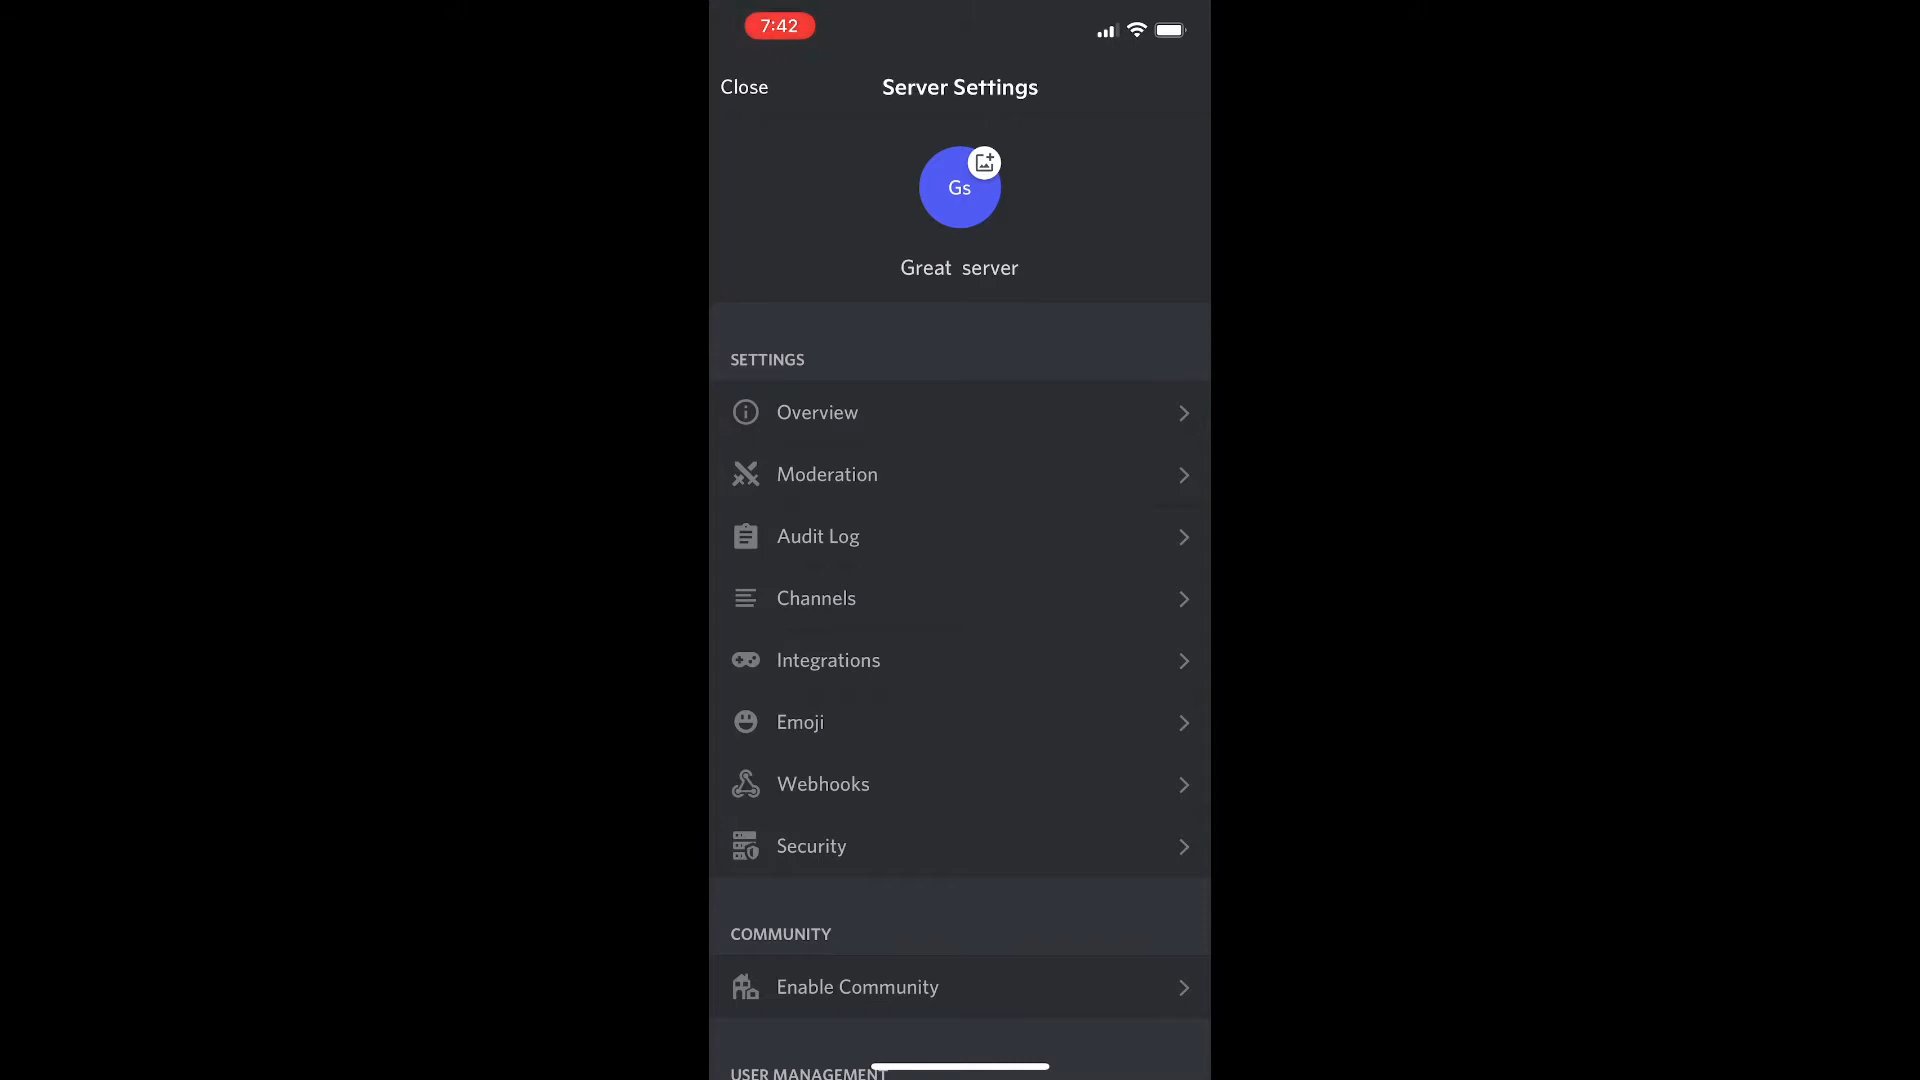 7:42
Close
Server Settings
Gs
Great server
SETTINGS
Overview
Moderation
Audit Log
Channels
Integrations
Emoji
Webhooks
Security
COMMUNITY
Enable Community
USER MANAGEMENT